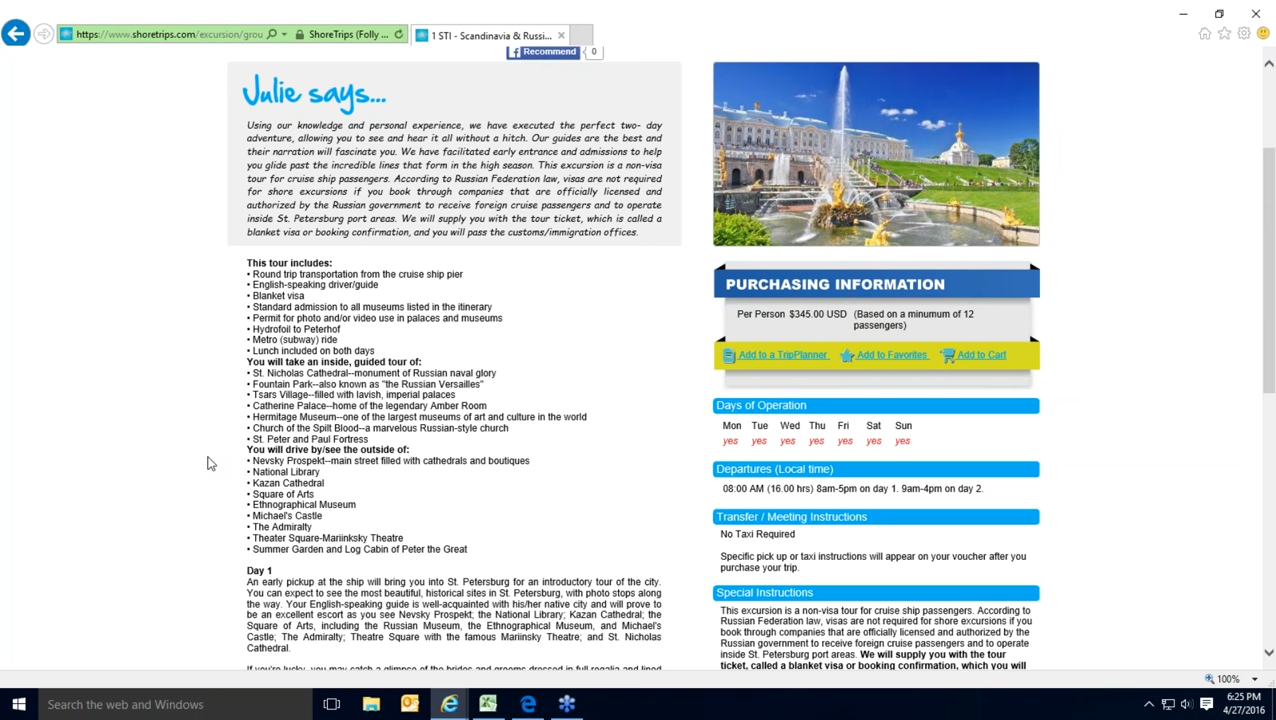 https://www.shoretrips.com/excursion/grou
ShoreTrips (Folly ...
1 STI - Scandinavia & Russi...
Recommend
0
Julie says...
Using our knowledge and personal experience, we have executed the perfect two- day
adventure, allowing you to see and hear it all without a hitch. Our guides are the best and
their narration will fascinate you. We have facilitated early entrance and admissions to help
you glide past the incredible lines that form in the high season. This excursion is a non-visa
tour for cruise ship passengers. According to Russian Federation law, visas are not required
for shore excursions if you book through companies that are officially licensed and
authorized by the Russian government to receive foreign cruise passengers and to operate
inside St. Petersburg port areas. We will supply you with the tour ticket, which is called a
blanket visa or booking confirmation, and you will pass the customs/immigration offices.
This tour includes:
• Round trip transportation from the cruise ship pier
• English-speaking driver/guide
• Blanket visa
• Standard admission to all museums listed in the itinerary
• Permit for photo and/or video use in palaces and museums
• Hydrofoil to Peterhof
• Metro (subway) ride
• Lunch included on both days
You will take an inside, guided tour of:
• St. Nicholas Cathedral--monument of Russian naval glory
• Fountain Park--also known as "the Russian Versailles"
• Tsars Village--filled with lavish, imperial palaces
• Catherine Palace--home of the legendary Amber Room
• Hermitage Museum--one of the largest museums of art and culture in the world
• Church of the Spilt Blood--a marvelous Russian-style church
• St. Peter and Paul Fortress
You will drive by/see the outside of:
• Nevsky Prospekt--main street filled with cathedrals and boutiques
• National Library
• Kazan Cathedral
• Square of Arts
• Ethnographical Museum
• Michael's Castle
• The Admiralty
• Theater Square-Mariinksky Theatre
• Summer Garden and Log Cabin of Peter the Great
Day 1
An early pickup at the ship will bring you into St. Petersburg for an introductory tour of the city.
You can expect to see the most beautiful, historical sites in St. Petersburg, with photo stops along
the way. Your English-speaking guide is well-acquainted with his/her native city and will prove to
be an excellent escort as you see Nevsky Prospekt; the National Library; Kazan Cathedral; the
Square of Arts, including the Russian Museum, the Ethnographical Museum, and Michael's
Castle; The Admiralty; Theatre Square with the famous Mariinsky Theatre; and St. Nicholas
Cathedral.
If you're lucky, you may catch a glimpse of the brides and grooms dressed in full regalia and lined
PURCHASING INFORMATION
Per Person $345.00 USD (Based on a minumum of 12
passengers)
Add to a TripPlanner Add to Favorites Add to Cart
Days of Operation
Mon Tue Wed Thu Fri Sat Sun
yes yes yes yes yes yes yes
Departures (Local time)
08:00 AM (16.00 hrs) 8am-5pm on day 1. 9am-4pm on day 2.
Transfer / Meeting Instructions
No Taxi Required
Specific pick up or taxi instructions will appear on your voucher after you
purchase your trip.
Special Instructions
This excursion is a non-visa tour for cruise ship passengers. According to
Russian Federation law, visas are not required for shore excursions if you
book through companies that are officially licensed and authorized by the
Russian government to receive foreign cruise passengers and to operate
inside St. Petersburg port areas. We will supply you with the tour
ticket, called a blanket visa or booking confirmation, which you will
100%
Search the web and Windows
6:25 PM
4/27/2016